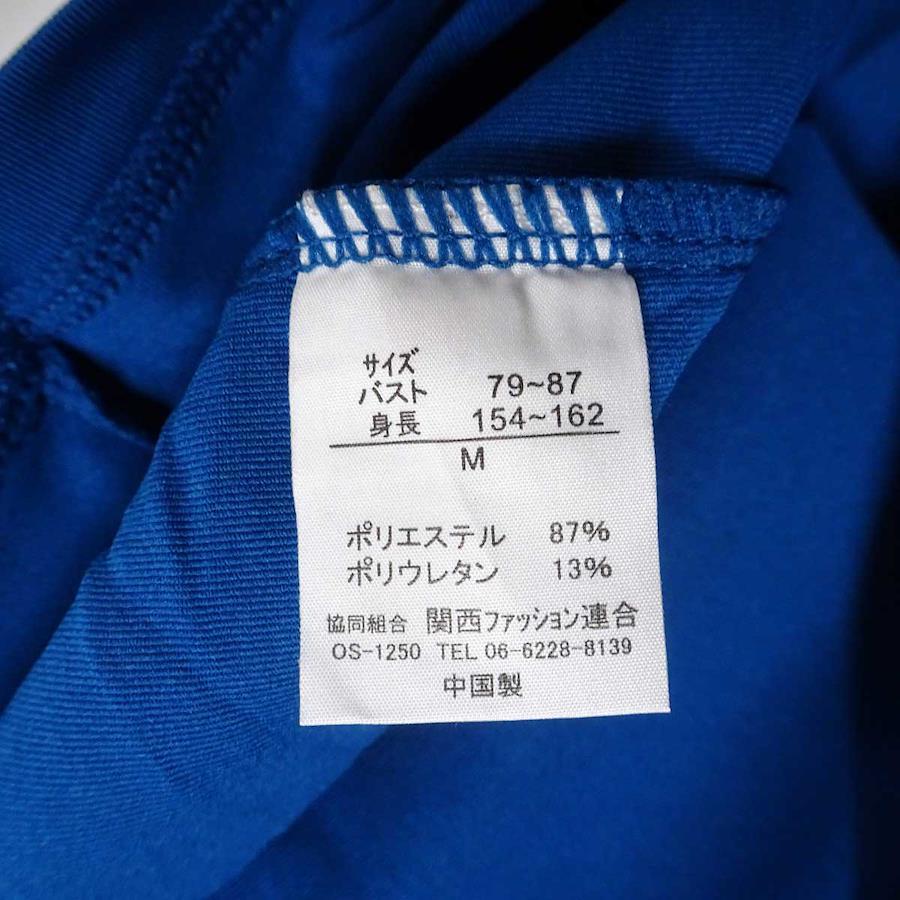 サイズ
バスト 79~87
身長 154~162
M
ポリエステル 87%
ポリウレタン 13%
協同組合 関西ファッション連合
OS-1250 TEL 06-6228-8139
中国製